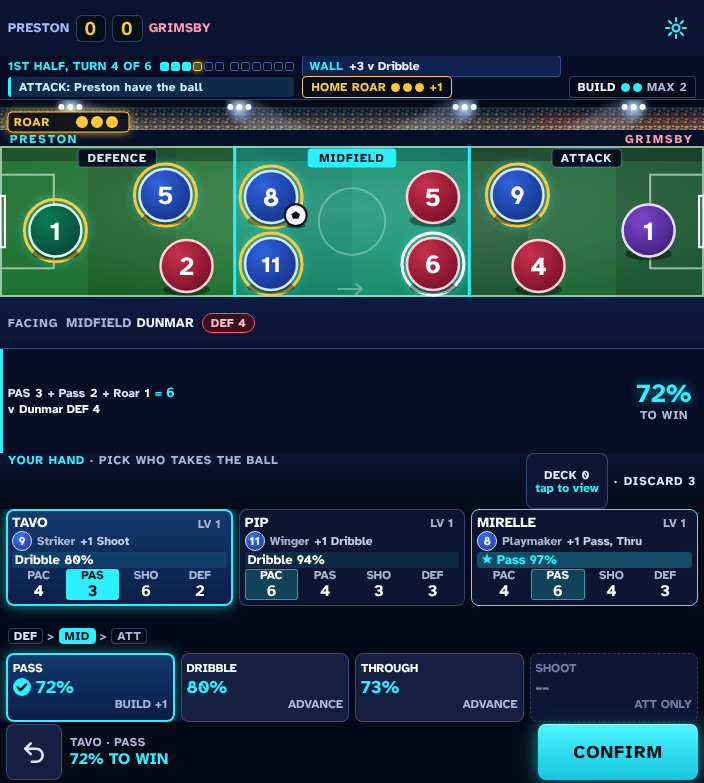 PRESTON 0 0 GRIMSBY
1ST HALF, TURN 4 OF 6
WALL +3 v Dribble
ATTACK: Preston have the ball
HOME ROAR +1
BUILD MAX 2
ROAR
PRESTON
GRIMSBY
DEFENCE
MIDFIELD
ATTACK
5
8
5
9
1
1
2
11
6
4
FACING MIDFIELD DUNMAR DEF 4
PAS 3 + Pass 2 + Roar 1 = 6
v Dunmar DEF 4
72%
TO WIN
YOUR HAND · PICK WHO TAKES THE BALL
DECK 0
tap to view
· DISCARD 3
TAVO LV 1
9 Striker +1 Shoot
Dribble 80%
PAC PAS SHO DEF
4 3 6 2
PIP LV 1
11 Winger +1 Dribble
Dribble 94%
PAC PAS SHO DEF
6 4 3 3
MIRELLE LV 1
8 Playmaker +1 Pass, Thru
★ Pass 97%
PAC PAS SHO DEF
4 6 4 3
DEF > MID > ATT
PASS
72%
BUILD +1
DRIBBLE
80%
ADVANCE
THROUGH
73%
ADVANCE
SHOOT
--
ATT ONLY
TAVO · PASS
72% TO WIN
CONFIRM